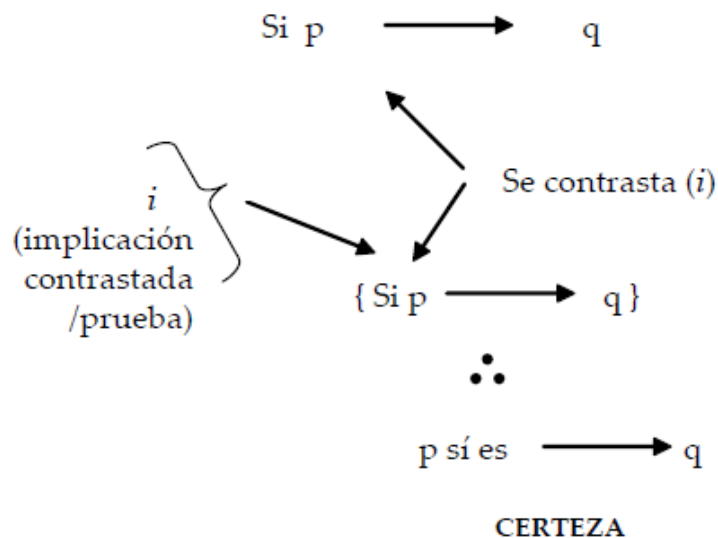 Si p q
Se contrasta (i)
i
(implicación
contrastada
/prueba)
{ Si p q }
∴
p sí es q
CERTEZA